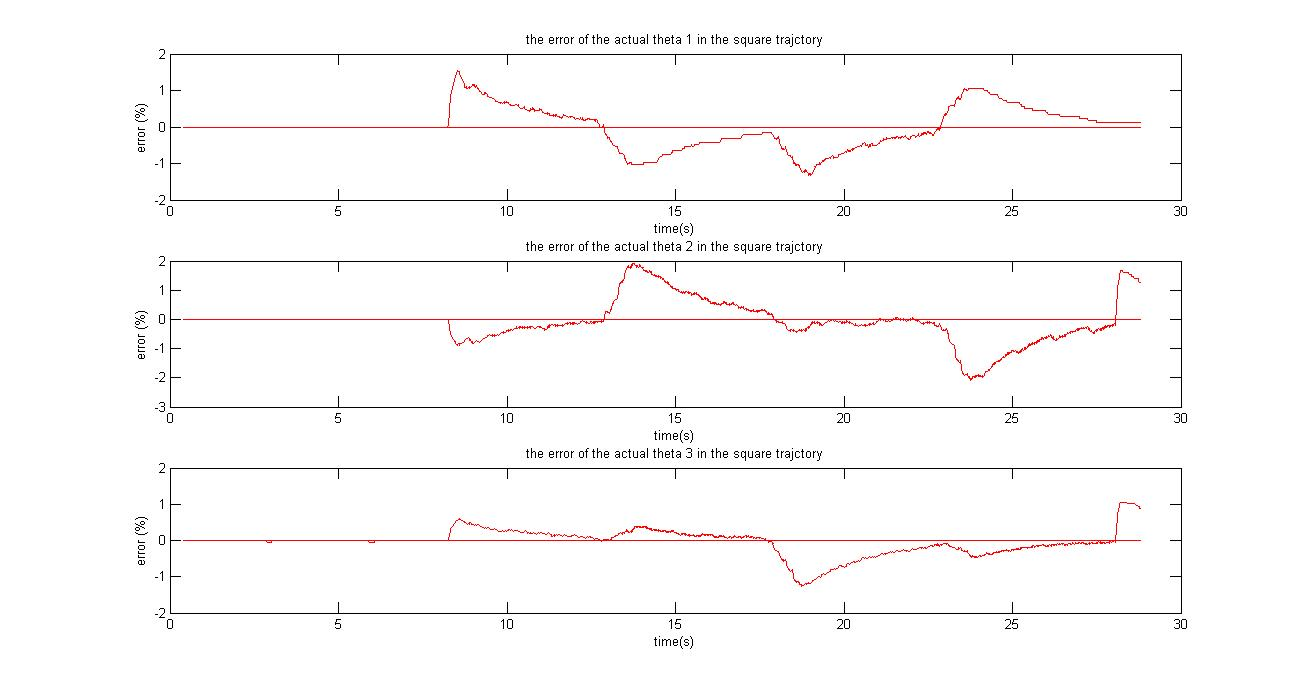 the error of the actual theta 1 in the square trajctory
2
1
0
-1
-2
error (%)
0 5 10 15 20 25 30
time(s)
the error of the actual theta 2 in the square trajctory
2
1
0
-1
-2
-3
error (%)
0 5 10 15 20 25 30
time(s)
the error of the actual theta 3 in the square trajctory
2
1
0
-1
-2
error (%)
0 5 10 15 20 25 30
time(s)